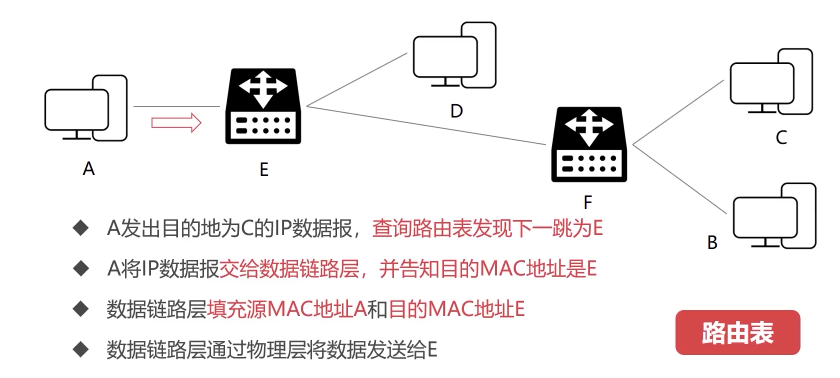 A
E
D
F
C
B
◆ A发出目的地为C的IP数据报，查询路由表发现下一跳为E
◆ A将IP数据报交给数据链路层，并告知目的MAC地址是E
◆ 数据链路层填充源MAC地址A和目的MAC地址E
◆ 数据链路层通过物理层将数据发送给E
路由表